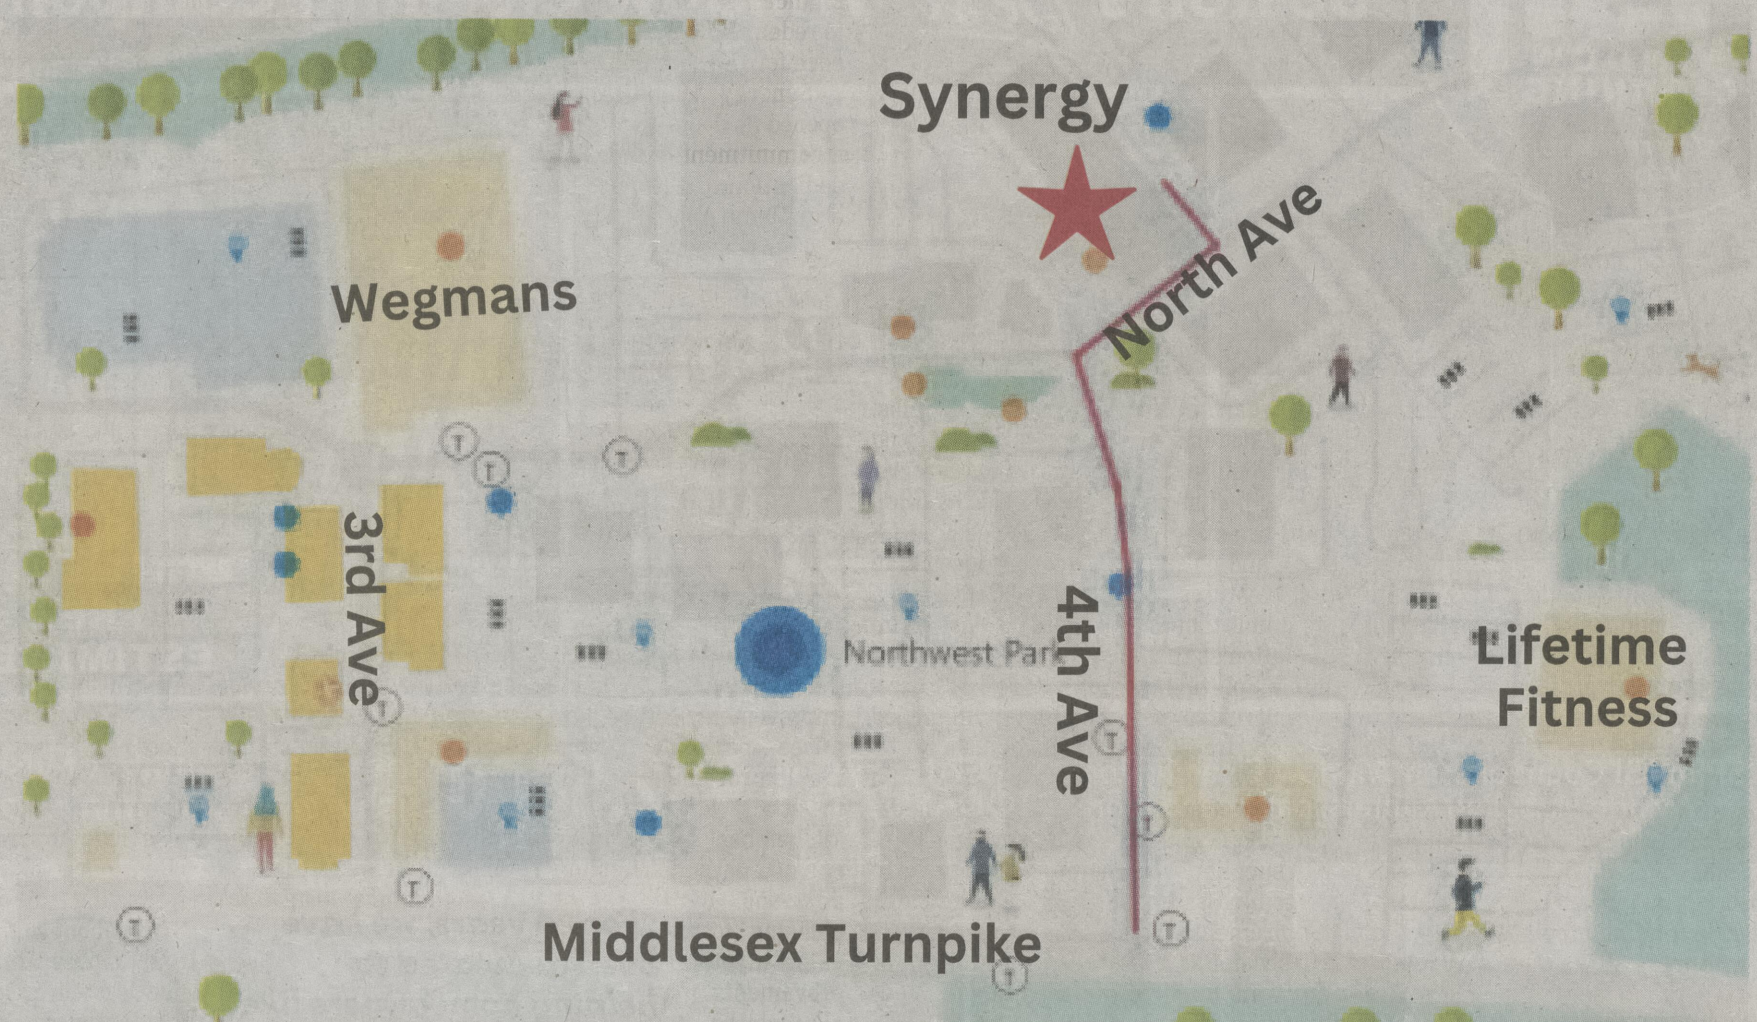 Synergy
North Ave
Wegmans
T
T
T
3rd Ave
Northwest Park
4th Ave
Lifetime
Fitness
T
T
T
T
T
T
Middlesex Turnpike
T